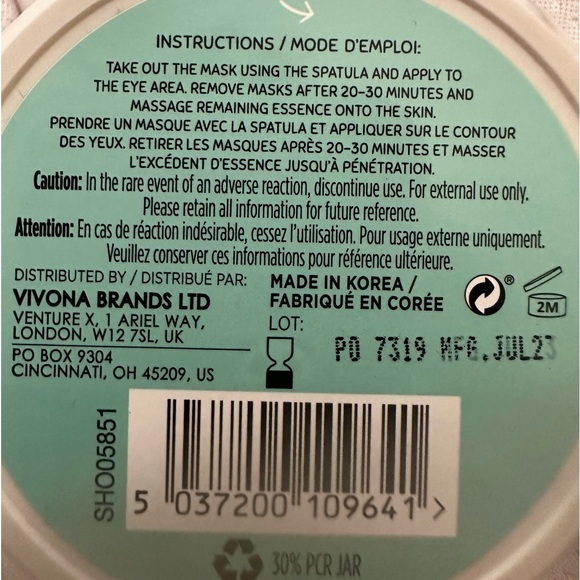 30%
INSTRUCTIONS / MODE D'EMPLOI:
TAKE OUT THE MASK USING THE SPATULA AND APPLY TO
THE EYE AREA. REMOVE MASKS AFTER 20-30 MINUTES AND
MASSAGE REMAINING ESSENCE ONTO THE SKIN.
PRENDRE UN MASQUE AVEC LA SPATULA ET APPLIQUER SUR LE CONTOUR
DES YEUX. RETIRER LES MASQUES APRÈS 20-30 MINUTES ET MASSER
L'EXCÉDENT D'ESSENCE JUSQU'À PÉNÉTRATION.
Caution: In the rare event of an adverse reaction, discontinue use. For external use only.
Please retain all information for future reference.
Attention: En cas de réaction indésirable, cessez l'utilisation. Pour usage externe uniquement.
Veuillez conserver ces informations pour référence ultérieure.
DISTRIBUTED BY / DISTRIBUÉ PAR:
VIVONA BRANDS LTD
VENTURE X, 1 ARIEL WAY,
LONDON, W12 7SL, UK
PO BOX 9304
CINCINNATI, OH 45209, US
MADE IN KOREA /
FABRIQUÉ EN CORÉE
LOT:
PO 7319 MFG.JUL23
2M
SHO05851
5 037200 109641 >
30% PCR JAR